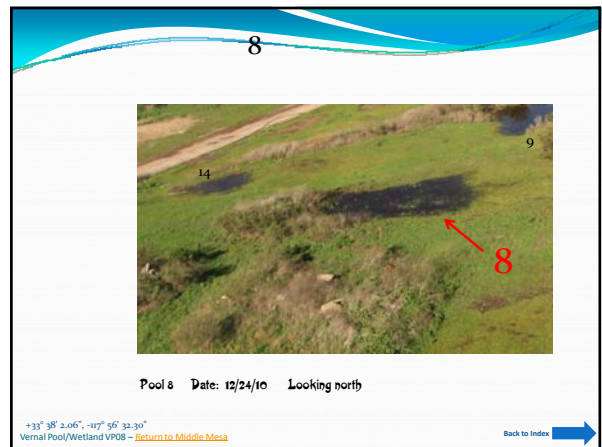 8
14
9
8
Pool 8 Date: 12/24/10 Looking north
+33° 38' 2.06", -117° 56' 32.30"
Vernal Pool/Wetland VP08 – Return to Middle Mesa
Back to Index